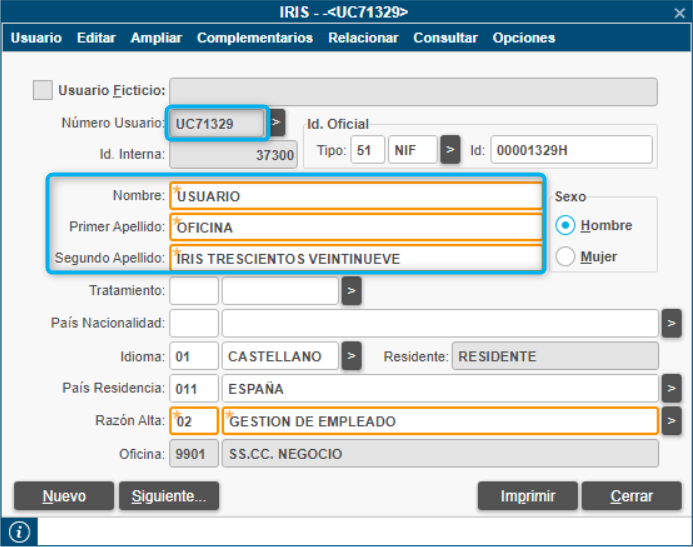 IRIS - -<UC71329>
Usuario Editar Ampliar Complementarios Relacionar Consultar Opciones
Usuario Ficticio:
Número Usuario: UC71329 >
Id. Oficial
Id. Interna: 37300
Tipo: 51 NIF > Id: 00001329H
Nombre: *USUARIO
Sexo
Primer Apellido: *OFICINA
Hombre
Segundo Apellido: *IRIS TRESCIENTOS VEINTINUEVE
Mujer
Tratamiento: >
País Nacionalidad: >
Idioma: 01 CASTELLANO > Residente: RESIDENTE
País Residencia: 011 ESPAÑA >
Razón Alta: *02 *GESTION DE EMPLEADO >
Oficina: 9901 SS.CC. NEGOCIO
Nuevo Siguiente... Imprimir Cerrar